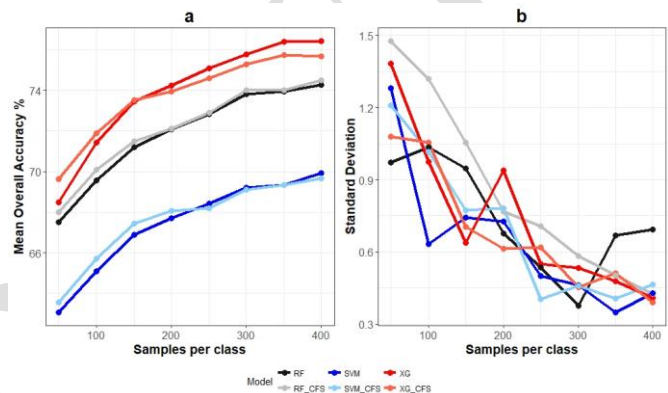 a
b
Mean Overall Accuracy %
74
70
66
100
200
300
400
Samples per class
Standard Deviation
1.5
1.2
0.9
0.6
0.3
100
200
300
400
Samples per class
Model
RF
SVM
XG
RF_CFS
SVM_CFS
XG_CFS